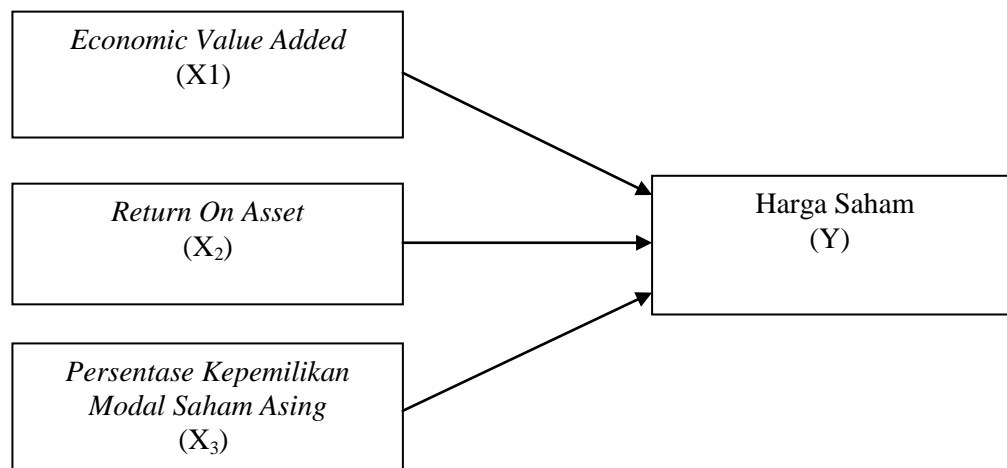 Economic Value Added
(X1)
Return On Asset
(X₂)
Persentase Kepemilikan
Modal Saham Asing
(X₃)
Harga Saham
(Y)